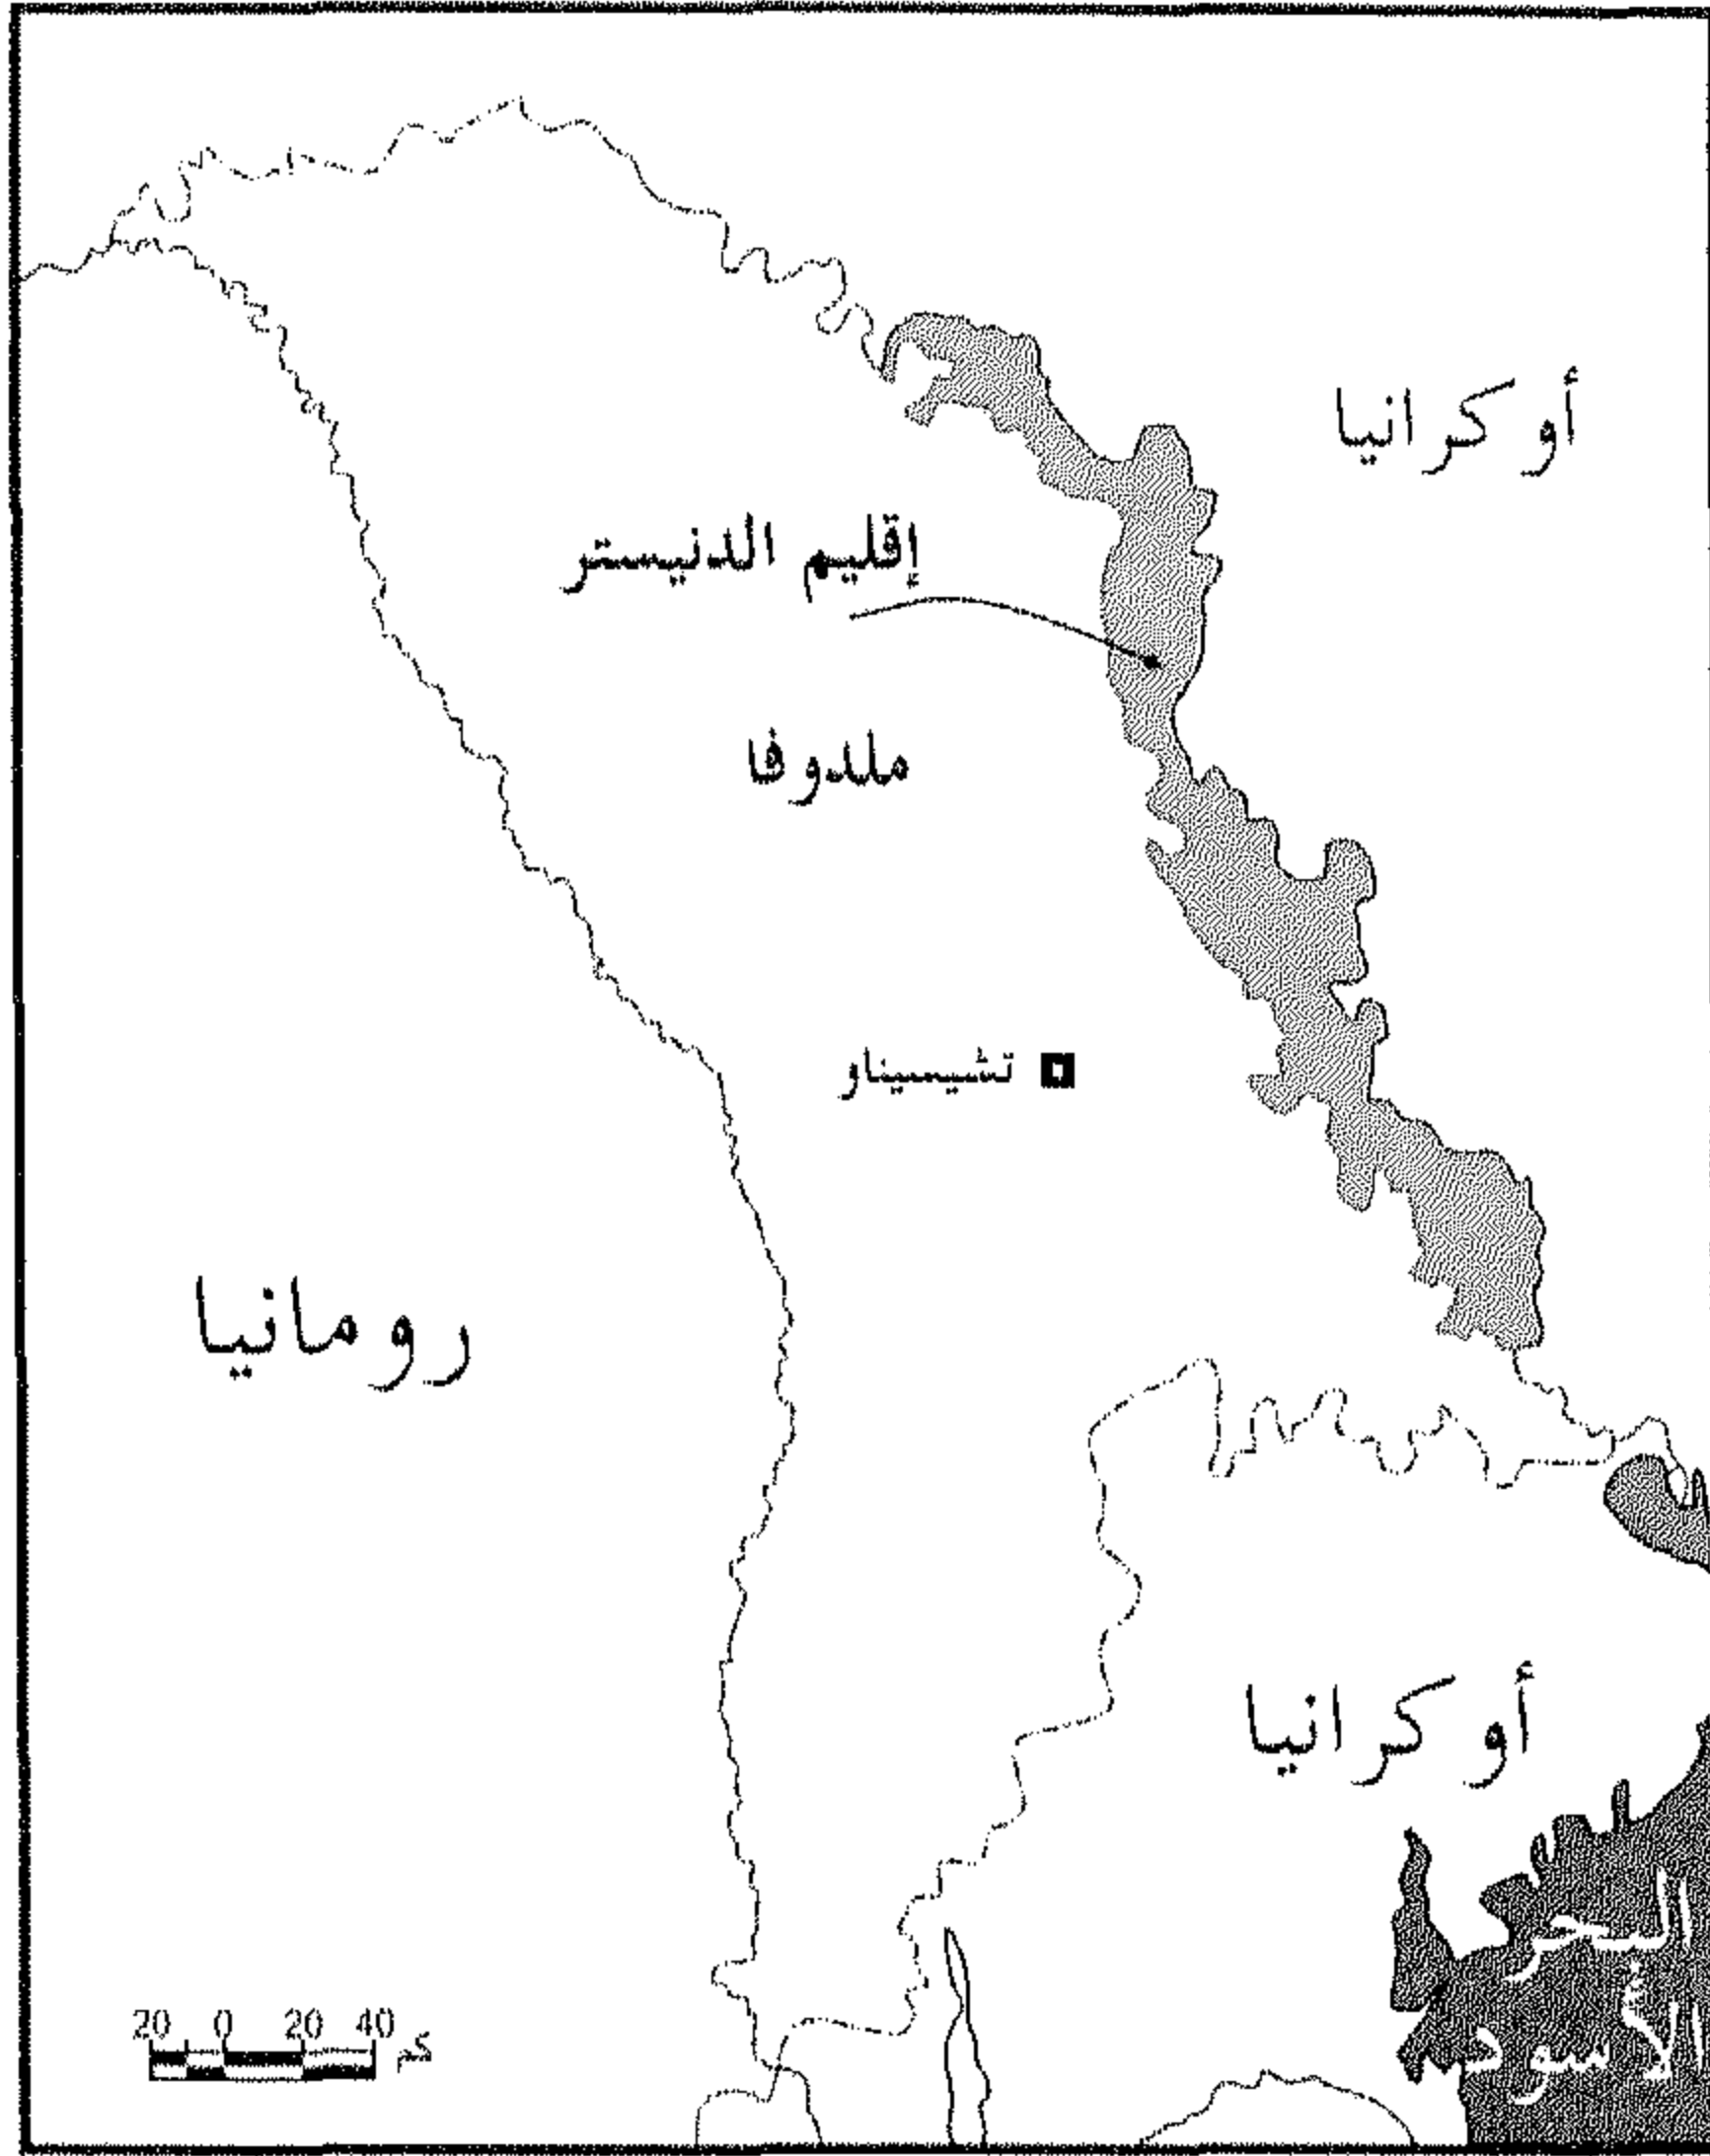 أوكرانيا
إقليم الدنيستر
ملدوفا
تشيسيناو
رومانيا
أوكرانيا
البحر
الأسود
20 0 20 40 كم